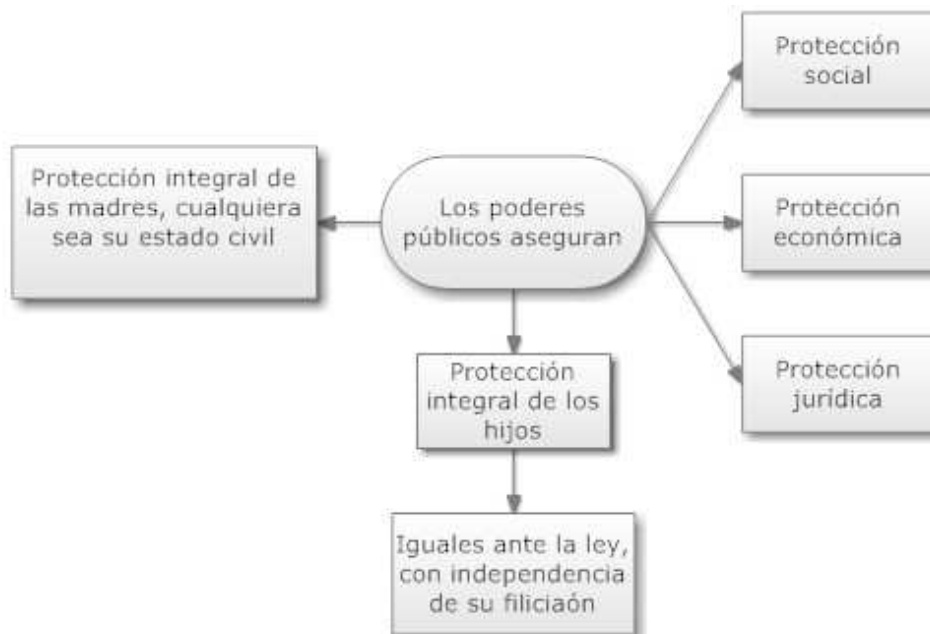 Protección
social
Protección integral de
las madres, cualquiera
sea su estado civil
Los poderes
públicos aseguran
Protección
económica
Protección
jurídica
Protección
integral de los
hijos
Iguales ante la ley,
con independencia
de su filiciaón